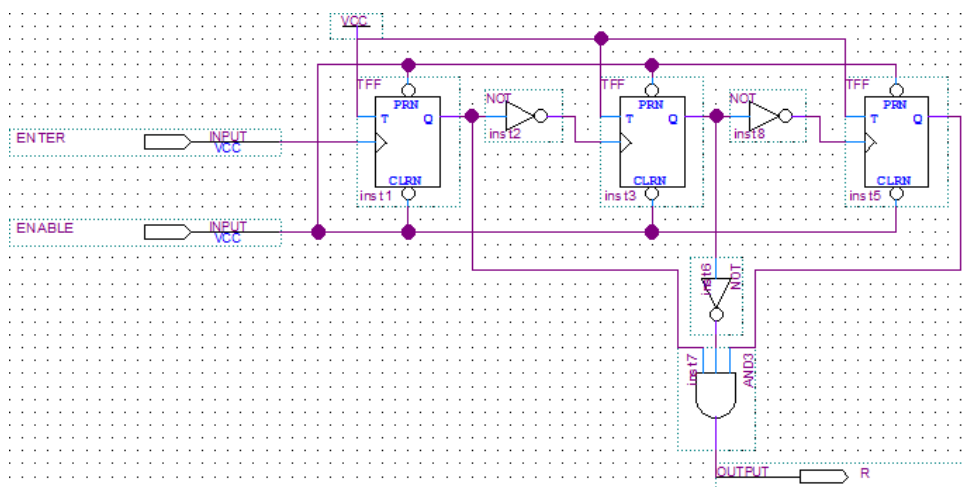 VCC
TFF
PRN
T
Q
CLRN
inst1
NOT
inst2
TFF
PRN
T
Q
CLRN
inst3
NOT
inst8
TFF
PRN
T
Q
CLRN
inst5
ENTER
INPUT
VCC
ENABLE
INPUT
VCC
inst6
NOT
inst7
AND3
OUTPUT
R